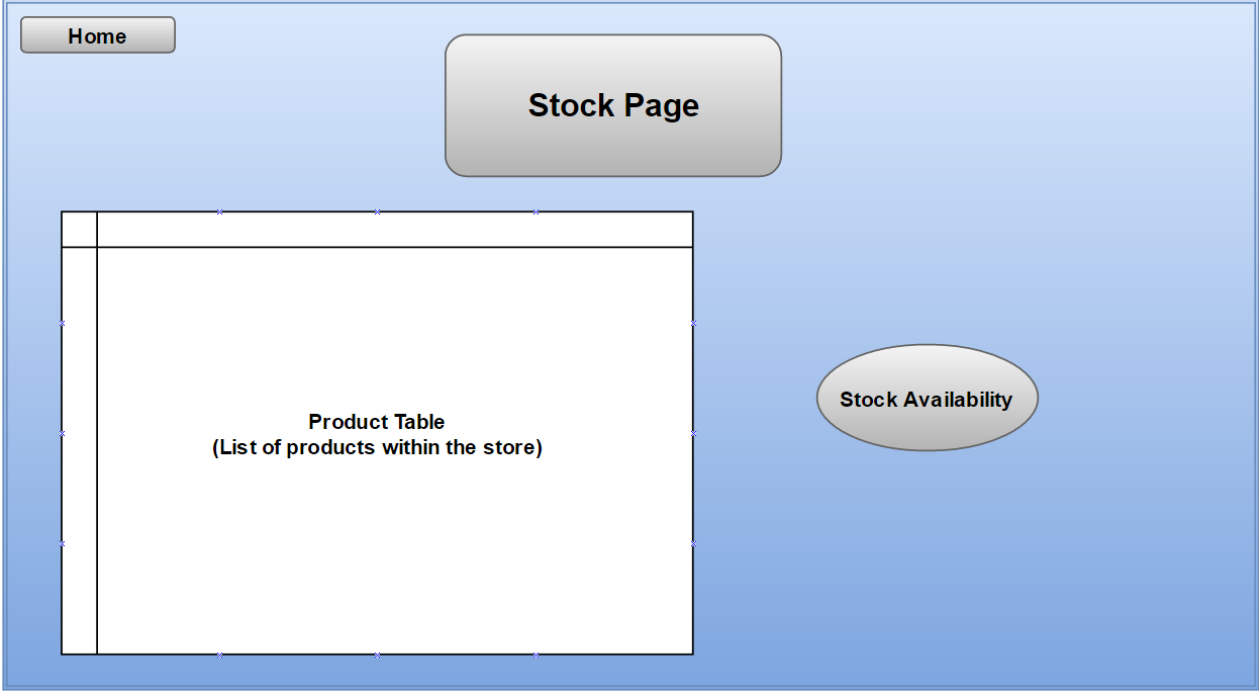 Home
Stock Page
Product Table
(List of products within the store)
Stock Availability